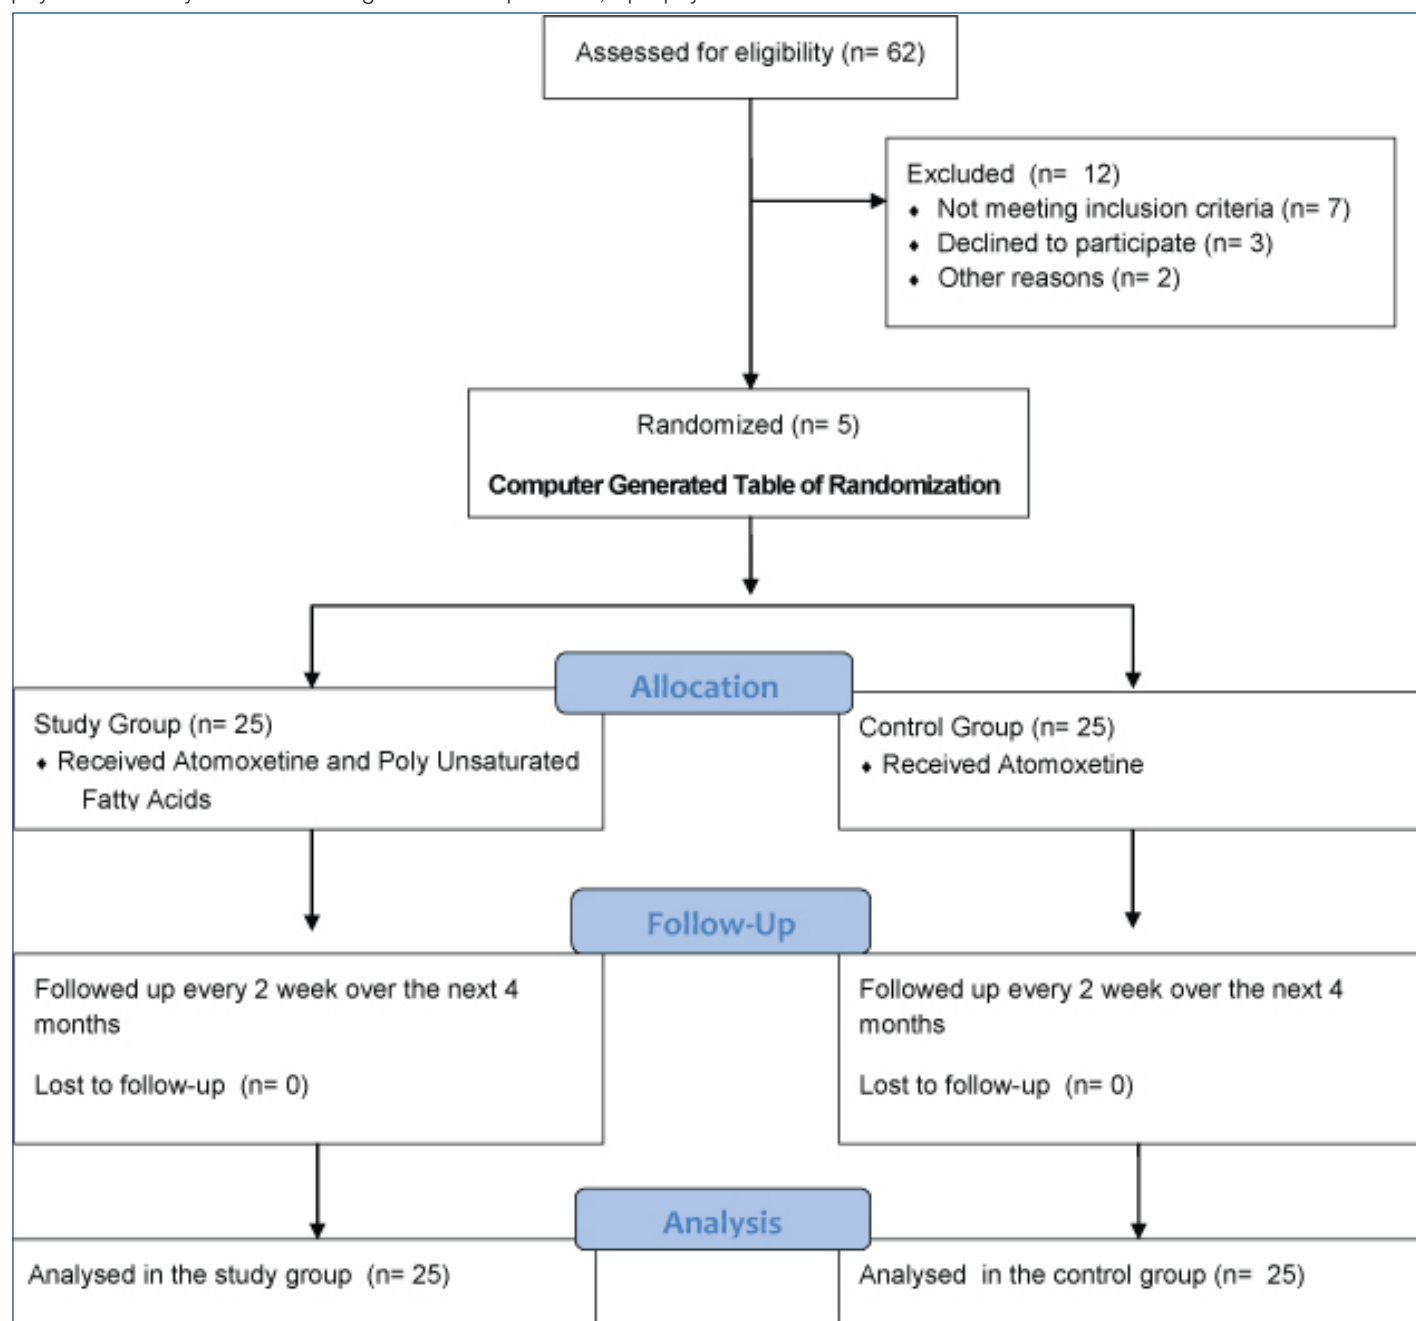 Assessed for eligibility (n= 62)
Excluded (n= 12)
♦ Not meeting inclusion criteria (n= 7)
♦ Declined to participate (n= 3)
♦ Other reasons (n= 2)
Randomized (n= 5)
Computer Generated Table of Randomization
Allocation
Study Group (n= 25)
♦ Received Atomoxetine and Poly Unsaturated
Fatty Acids
Control Group (n= 25)
♦ Received Atomoxetine
Follow-Up
Followed up every 2 week over the next 4
months
Lost to follow-up (n= 0)
Followed up every 2 week over the next 4
months
Lost to follow-up (n= 0)
Analysis
Analysed in the study group (n= 25)
Analysed in the control group (n= 25)